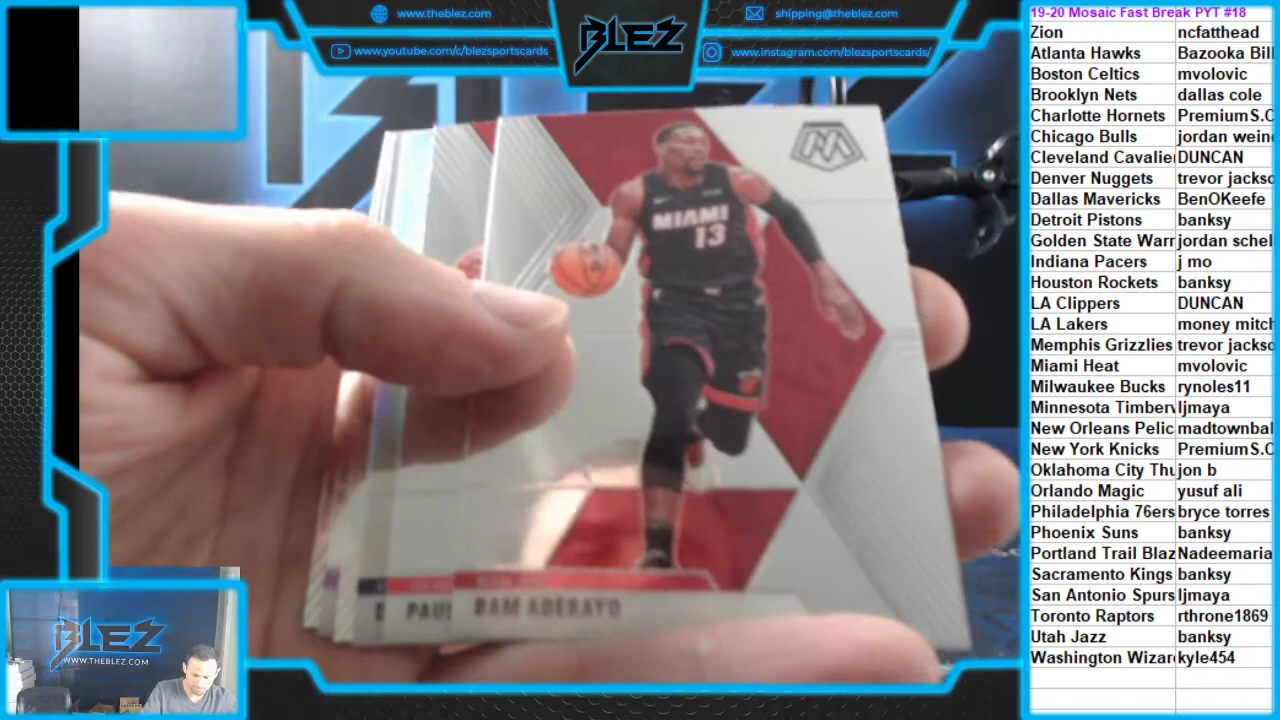 www.theblez.com
shipping@theblez.com
BLEZ
www.youtube.com/c/blezsportscards
www.instagram.com/blezsportscards/
19-20 Mosaic Fast Break PYT #18
Zion ncfatthead
Atlanta Hawks Bazooka Bill
Boston Celtics mvolovic
Brooklyn Nets dallas cole
Charlotte Hornets PremiumS.C
Chicago Bulls jordan wein
Cleveland Cavalie DUNCAN
Denver Nuggets trevor jackso
Dallas Mavericks BenOKeefe
Detroit Pistons banksy
Golden State Warr jordan schel
Indiana Pacers j mo
Houston Rockets banksy
LA Clippers DUNCAN
LA Lakers money mitch
Memphis Grizzlies trevor jackso
Miami Heat mvolovic
Milwaukee Bucks rynoles11
Minnesota Timberv ljmaya
New Orleans Pelic madtownbal
New York Knicks PremiumS.C
Oklahoma City Thu jon b
Orlando Magic yusuf ali
Philadelphia 76ers bryce torres
Phoenix Suns banksy
Portland Trail Blaz Nadeemaria
Sacramento Kings banksy
San Antonio Spurs ljmaya
Toronto Raptors rthrone1869
Utah Jazz banksy
Washington Wizar kyle454
M
MIAMI
13
D PAUL BAM ADEBAYO
BLEZ
WWW.THEBLEZ.COM